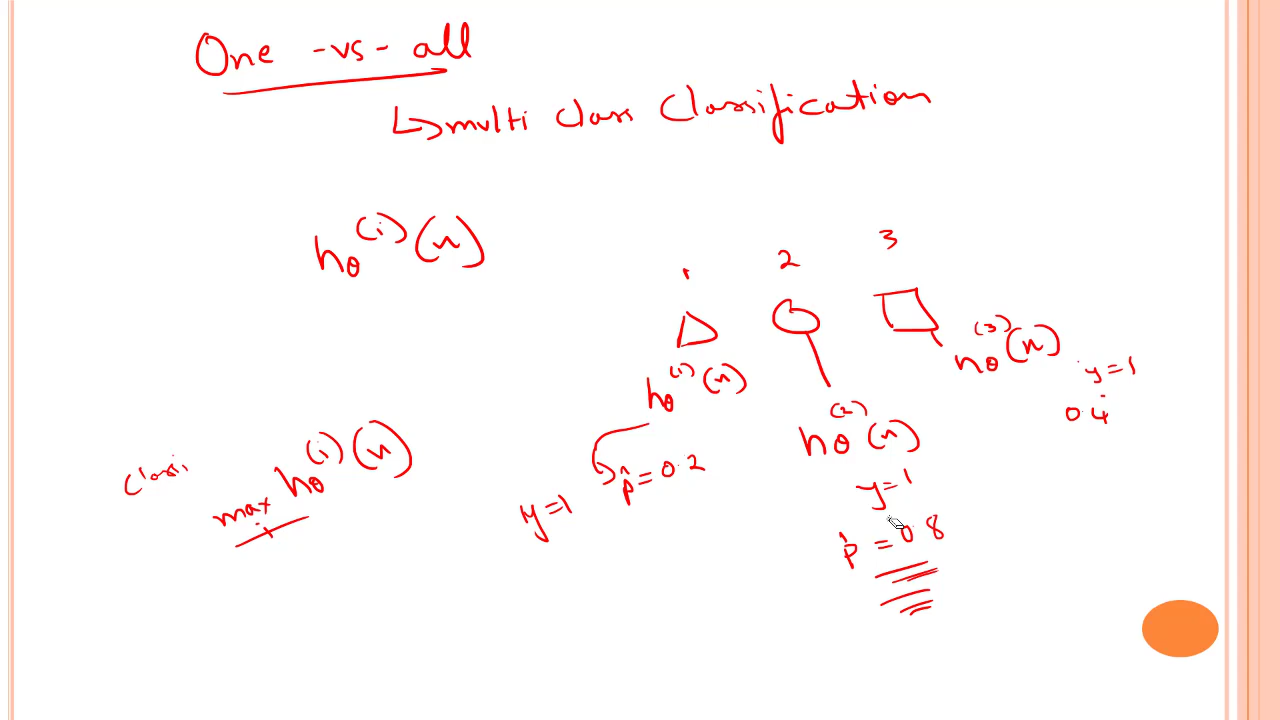 One -vs- all
↳ multi class classification
hθ^(i)(x)
1 2 3
hθ^(1)(x)
hθ^(3)(x)
y=1
0.4
hθ^(2)(x)
p̂ = 0.2
y=1
y=1
p̂ = 0.8
classi
max hθ^(i)(x)
i